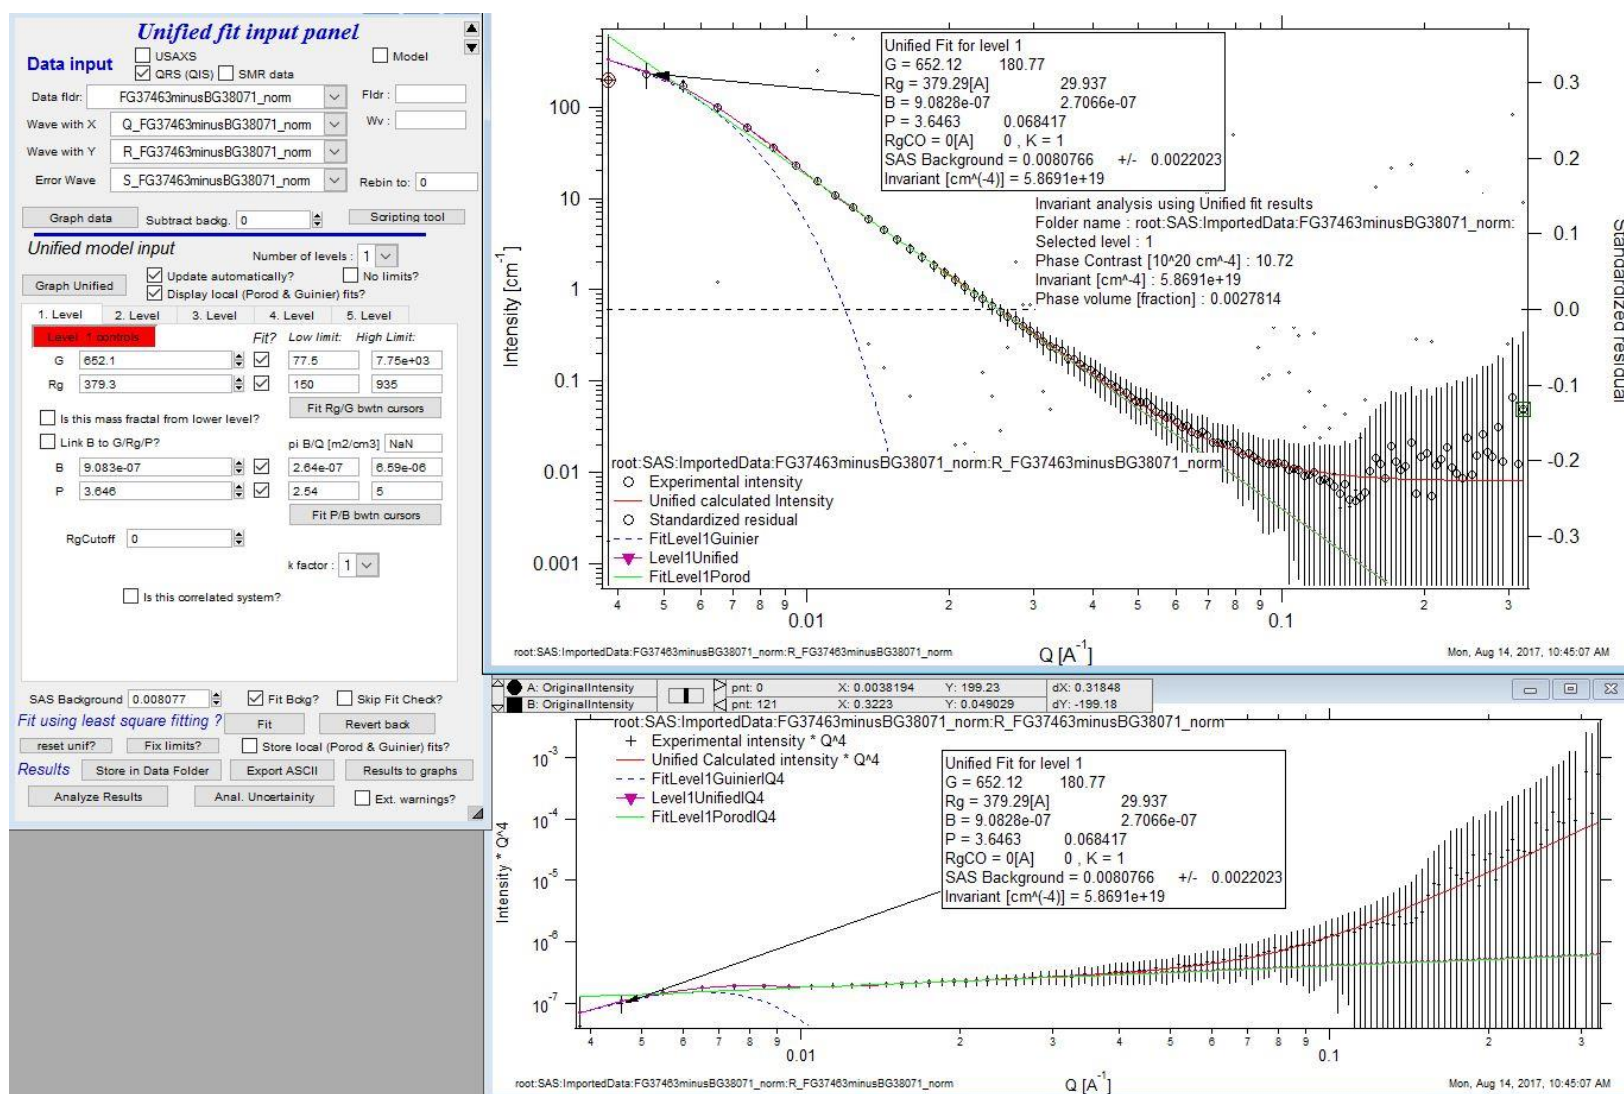 Unified fit input panel
Data input
USAXS
Model
QRS (QIS)
SMR data
Data fldr: FG37463minusBG38071_norm
Fldr :
Wave with X Q_FG37463minusBG38071_norm
Wv :
Wave with Y R_FG37463minusBG38071_norm
Error Wave S_FG37463minusBG38071_norm
Rebin to: 0
Graph data
Subtract backg. 0
Scripting tool
Unified model input
Number of levels : 1
Graph Unified
Update automatically?
No limits?
Display local (Porod & Guinier) fits?
1. Level 2. Level 3. Level 4. Level 5. Level
Level 1 controls
Fit? Low limit: High Limit:
G 652.1 77.5 7.75e+03
Rg 379.3 150 935
Fit Rg/G bwtn cursors
Is this mass fractal from lower level?
Link B to G/Rg/P?
pi B/Q [m2/cm3] NaN
B 9.083e-07 2.64e-07 6.59e-06
P 3.646 2.54 5
Fit P/B bwtn cursors
RgCutoff 0
k factor : 1
Is this correlated system?
SAS Background 0.008077
Fit Bckg?
Skip Fit Check?
Fit using least square fitting ?
Fit
Revert back
reset unif?
Fix limits?
Store local (Porod & Guinier) fits?
Results
Store in Data Folder
Export ASCII
Results to graphs
Analyze Results
Anal. Uncertainity
Ext. warnings?
Intensity [cm-1]
100
10
1
0.1
0.01
0.001
Unified Fit for level 1
G = 652.12 180.77
Rg = 379.29[A] 29.937
B = 9.0828e-07 2.7066e-07
P = 3.6463 0.068417
RgCO = 0[A] 0 , K = 1
SAS Background = 0.0080766 +/- 0.0022023
Invariant [cm^(-4)] = 5.8691e+19
Invariant analysis using Unified fit results
Folder name : root:SAS:ImportedData:FG37463minusBG38071_norm:
Selected level : 1
Phase Contrast [10^20 cm^-4] : 10.72
Invariant [cm^-4] : 5.8691e+19
Phase volume [fraction] : 0.0027814
root:SAS:ImportedData:FG37463minusBG38071_norm:R_FG37463minusBG38071_norm
Experimental intensity
Unified calculated Intensity
Standardized residual
FitLevel1Guinier
Level1Unified
FitLevel1Porod
0.3
0.2
0.1
0.0
-0.1
-0.2
-0.3
Standardized residual
4 5 6 7 8 9 2 3 4 5 6 7 8 9 2 3
0.01 0.1
Q [A-1]
root:SAS:ImportedData:FG37463minusBG38071_norm:R_FG37463minusBG38071_norm
Mon, Aug 14, 2017, 10:45:07 AM
A: OriginalIntensity pnt: 0 X: 0.0038194 Y: 199.23 dX: 0.31848
B: OriginalIntensity pnt: 121 X: 0.3223 Y: 0.049029 dY: -199.18
root:SAS:ImportedData:FG37463minusBG38071_norm:R_FG37463minusBG38071_norm
Experimental intensity * Q^4
Unified Calculated intensity * Q^4
FitLevel1GuinierIQ4
Level1UnifiedIQ4
FitLevel1PorodIQ4
Intensity * Q^4
10-3
10-4
10-5
10-6
10-7
Unified Fit for level 1
G = 652.12 180.77
Rg = 379.29[A] 29.937
B = 9.0828e-07 2.7066e-07
P = 3.6463 0.068417
RgCO = 0[A] 0 , K = 1
SAS Background = 0.0080766 +/- 0.0022023
Invariant [cm^(-4)] = 5.8691e+19
4 5 6 7 8 9 2 3 4 5 6 7 8 9 2 3
0.01 0.1
Q [A-1]
root:SAS:ImportedData:FG37463minusBG38071_norm:R_FG37463minusBG38071_norm
Mon, Aug 14, 2017, 10:45:07 AM